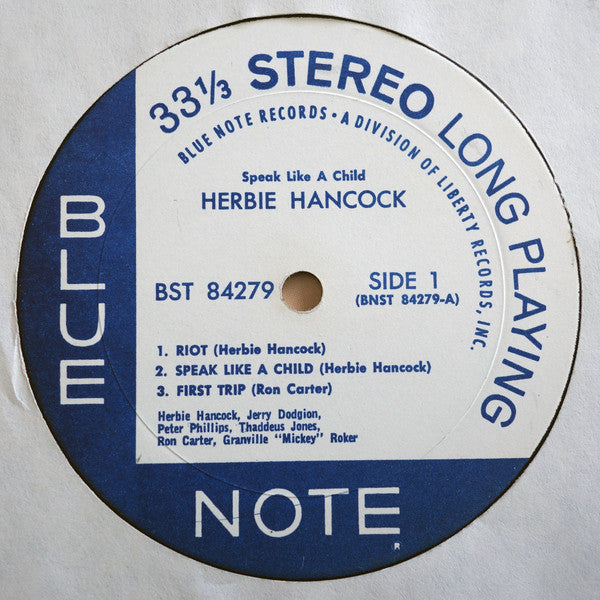 33⅓ STEREO LONG PLAYING
BLUE NOTE RECORDS • A DIVISION OF LIBERTY RECORDS, INC.
Speak Like A Child
HERBIE HANCOCK
BST 84279
SIDE 1
(BNST 84279-A)
1. RIOT (Herbie Hancock)
2. SPEAK LIKE A CHILD (Herbie Hancock)
3. FIRST TRIP (Ron Carter)
Herbie Hancock, Jerry Dodgion,
Peter Phillips, Thaddeus Jones,
Ron Carter, Granville "Mickey" Roker
BLUE
NOTE
®